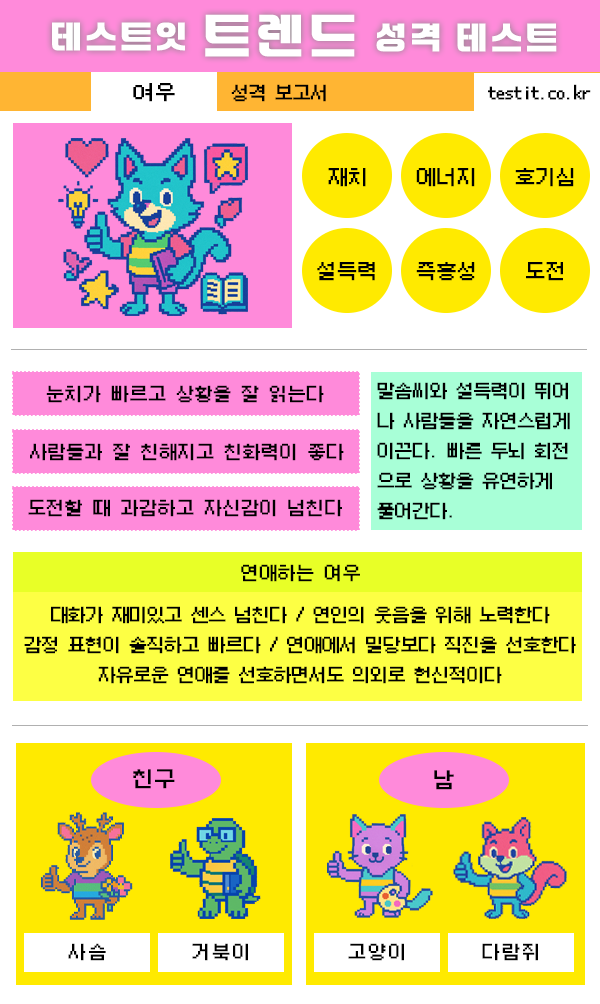 테스트잇 트렌드 성격 테스트
여우 성격 보고서 testit.co.kr
재치 에너지 호기심
설득력 즉흥성 도전
눈치가 빠르고 상황을 잘 읽는다
사람들과 잘 친해지고 친화력이 좋다
도전할 때 과감하고 자신감이 넘친다
말솜씨와 설득력이 뛰어
나 사람들을 자연스럽게
이끈다. 빠른 두뇌 회전
으로 상황을 유연하게
풀어간다.
연애하는 여우
대화가 재미있고 센스 넘친다 / 연인의 웃음을 위해 노력한다
감정 표현이 솔직하고 빠르다 / 연애에서 밀당보다 직진을 선호한다
자유로운 연애를 선호하면서도 의외로 헌신적이다
친구
사슴 거북이
남
고양이 다람쥐